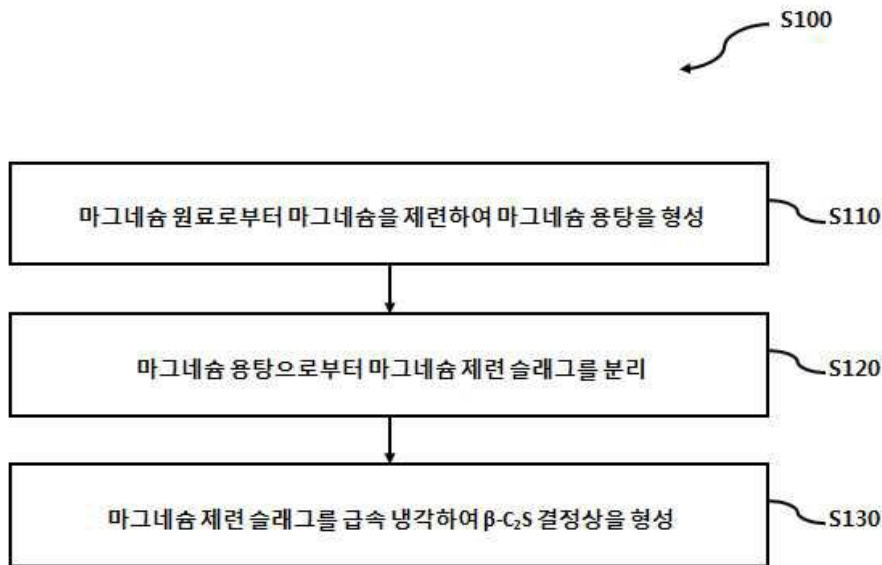 S100
마그네슘 원료로부터 마그네슘을 제련하여 마그네슘 용탕을 형성
S110
마그네슘 용탕으로부터 마그네슘 제련 슬래그를 분리
S120
마그네슘 제련 슬래그를 급속 냉각하여 β-C₂S 결정상을 형성
S130